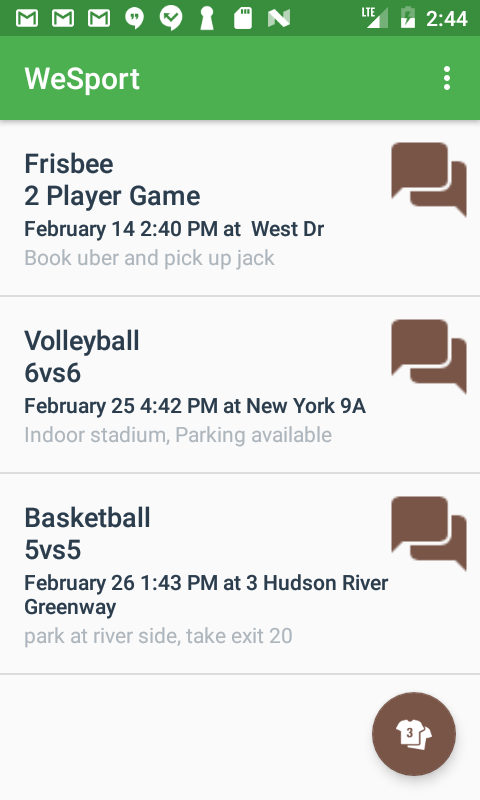 LTE 2:44
WeSport
Frisbee
2 Player Game
February 14 2:40 PM at  West Dr
Book uber and pick up jack
Volleyball
6vs6
February 25 4:42 PM at New York 9A
Indoor stadium, Parking available
Basketball
5vs5
February 26 1:43 PM at 3 Hudson River
Greenway
park at river side, take exit 20
3